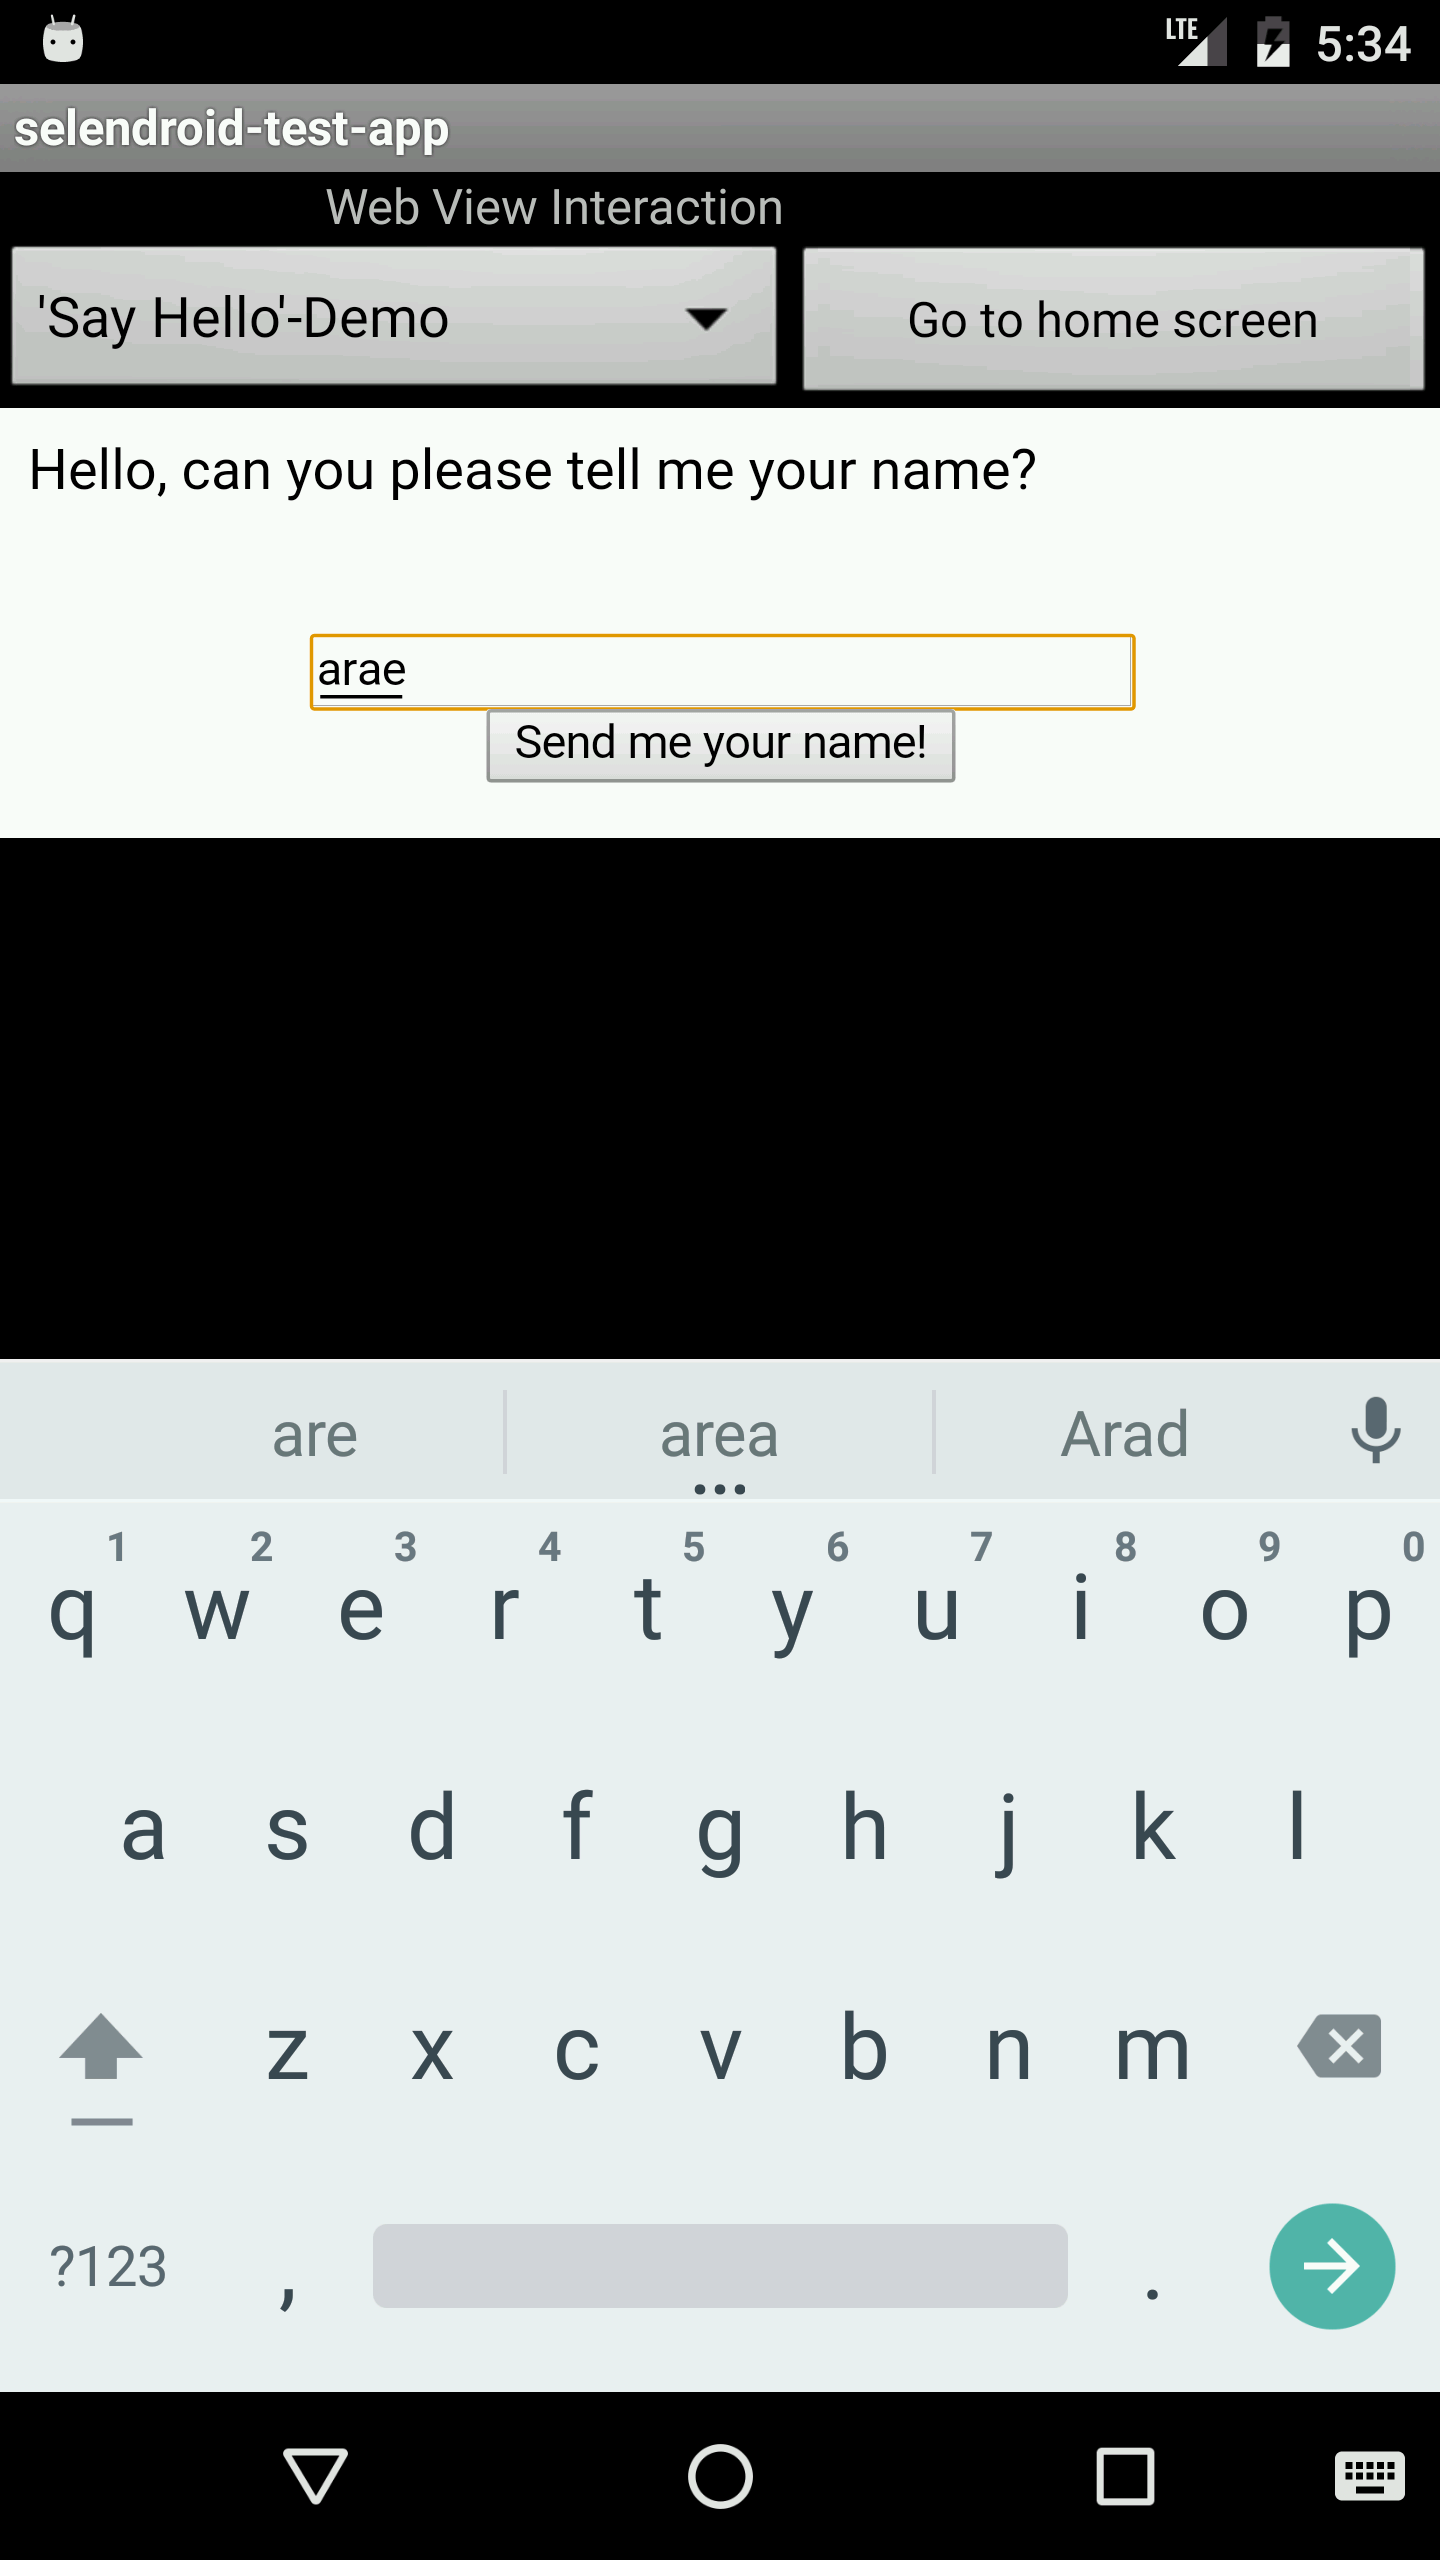 LTE 5:34
selendroid-test-app
Web View Interaction
'Say Hello'-Demo
Go to home screen
Hello, can you please tell me your name?
arae
Send me your name!
are area Arad
1 2 3 4 5 6 7 8 9 0
q w e r t y u i o p
a s d f g h j k l
z x c v b n m
?123 , .